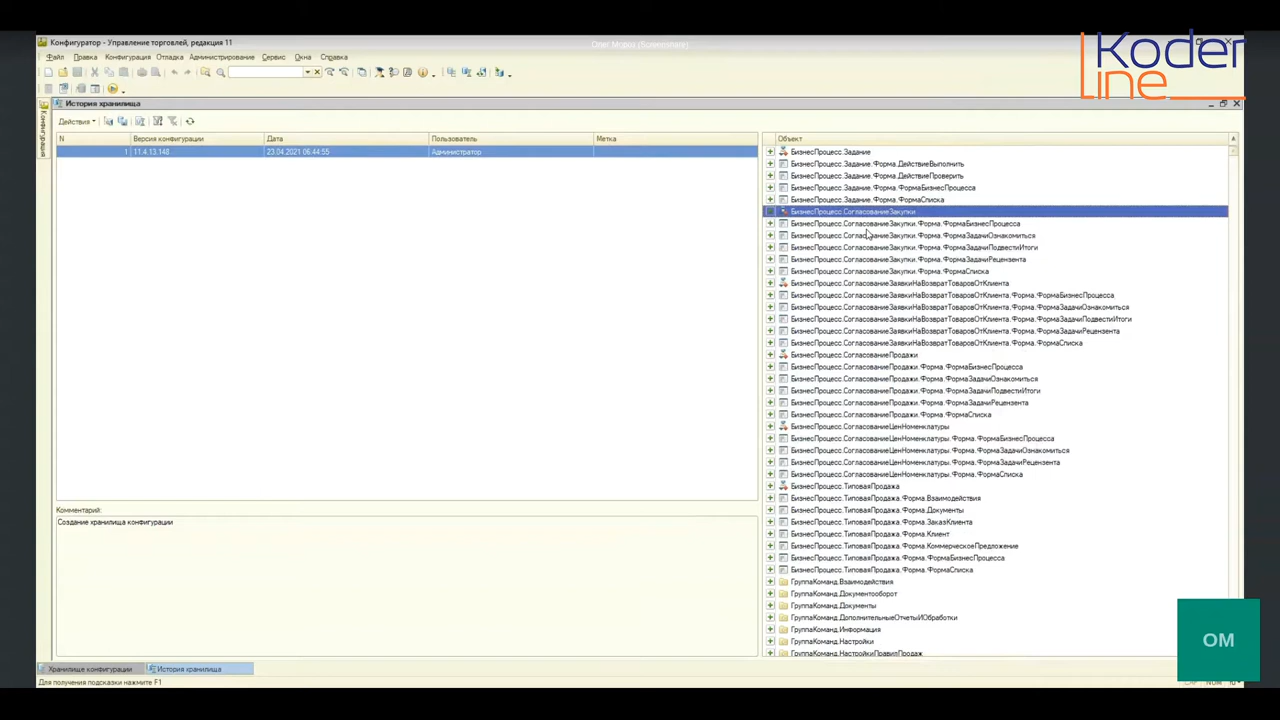 Конфигуратор - Управление торговлей, редакция 11
Олег Мороз (Screenshare)
Koder
line
Файл Правка Конфигурация Отладка Администрирование Сервис Окна Справка
История хранилища
Действия
N Версия конфигурации Дата Пользователь Метка
1 11.4.13.148 23.04.2021 06:44:55 Администратор
Конфигурация
Объект
БизнесПроцесс.Задание
БизнесПроцесс.Задание.Форма.ДействиеВыполнить
БизнесПроцесс.Задание.Форма.ДействиеПроверить
БизнесПроцесс.Задание.Форма.ФормаБизнесПроцесса
БизнесПроцесс.Задание.Форма.ФормаСписка
БизнесПроцесс.СогласованиеЗакупки
БизнесПроцесс.СогласованиеЗакупки.Форма.ФормаБизнесПроцесса
БизнесПроцесс.СогласованиеЗакупки.Форма.ФормаЗадачиОзнакомиться
БизнесПроцесс.СогласованиеЗакупки.Форма.ФормаЗадачиПодвестиИтоги
БизнесПроцесс.СогласованиеЗакупки.Форма.ФормаЗадачиРецензента
БизнесПроцесс.СогласованиеЗакупки.Форма.ФормаСписка
БизнесПроцесс.СогласованиеЗаявкиНаВозвратТоваровОтКлиента
БизнесПроцесс.СогласованиеЗаявкиНаВозвратТоваровОтКлиента.Форма.ФормаБизнесПроцесса
БизнесПроцесс.СогласованиеЗаявкиНаВозвратТоваровОтКлиента.Форма.ФормаЗадачиОзнакомиться
БизнесПроцесс.СогласованиеЗаявкиНаВозвратТоваровОтКлиента.Форма.ФормаЗадачиПодвестиИтоги
БизнесПроцесс.СогласованиеЗаявкиНаВозвратТоваровОтКлиента.Форма.ФормаЗадачиРецензента
БизнесПроцесс.СогласованиеЗаявкиНаВозвратТоваровОтКлиента.Форма.ФормаСписка
БизнесПроцесс.СогласованиеПродажи
БизнесПроцесс.СогласованиеПродажи.Форма.ФормаБизнесПроцесса
БизнесПроцесс.СогласованиеПродажи.Форма.ФормаЗадачиОзнакомиться
БизнесПроцесс.СогласованиеПродажи.Форма.ФормаЗадачиПодвестиИтоги
БизнесПроцесс.СогласованиеПродажи.Форма.ФормаЗадачиРецензента
БизнесПроцесс.СогласованиеПродажи.Форма.ФормаСписка
БизнесПроцесс.СогласованиеЦенНоменклатуры
БизнесПроцесс.СогласованиеЦенНоменклатуры.Форма.ФормаБизнесПроцесса
БизнесПроцесс.СогласованиеЦенНоменклатуры.Форма.ФормаЗадачиОзнакомиться
БизнесПроцесс.СогласованиеЦенНоменклатуры.Форма.ФормаЗадачиРецензента
БизнесПроцесс.СогласованиеЦенНоменклатуры.Форма.ФормаСписка
БизнесПроцесс.ТиповаяПродажа
БизнесПроцесс.ТиповаяПродажа.Форма.Взаимодействия
БизнесПроцесс.ТиповаяПродажа.Форма.Документы
БизнесПроцесс.ТиповаяПродажа.Форма.ЗаказКлиента
БизнесПроцесс.ТиповаяПродажа.Форма.Клиент
БизнесПроцесс.ТиповаяПродажа.Форма.КоммерческоеПредложение
БизнесПроцесс.ТиповаяПродажа.Форма.ФормаБизнесПроцесса
БизнесПроцесс.ТиповаяПродажа.Форма.ФормаСписка
ГруппаКоманд.Взаимодействия
ГруппаКоманд.Документооборот
ГруппаКоманд.Документы
ГруппаКоманд.ДополнительныеОтчетыИОбработки
ГруппаКоманд.Информация
ГруппаКоманд.Настройки
ГруппаКоманд.НастройкиПравилПродаж
Комментарий:
Создание хранилища конфигурации
OM
Хранилище конфигурации История хранилища
Для получения подсказки нажмите F1
NUM